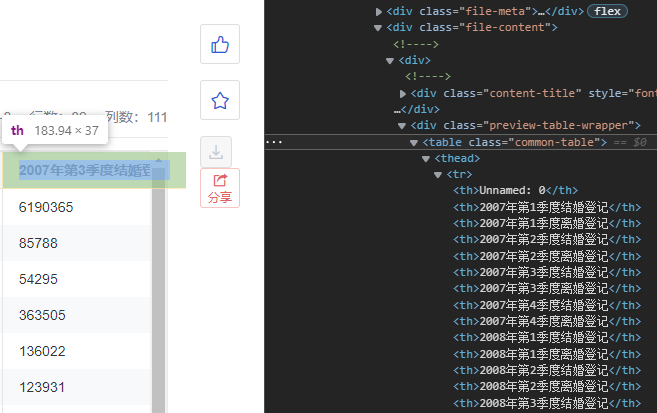 行数：
列数：111
th 183.94 × 37
2007年第3季度结婚登
6190365
85788
54295
363505
136022
123931
分享
<div class="file-meta">…</div> flex
<div class="file-content">
<!---->
<div>
<!---->
<div class="content-title" style="font
…</div>
<div class="preview-table-wrapper">
··· <table class="common-table"> == $0
<thead>
<tr>
<th>Unnamed: 0</th>
<th>2007年第1季度结婚登记</th>
<th>2007年第1季度离婚登记</th>
<th>2007年第2季度结婚登记</th>
<th>2007年第2季度离婚登记</th>
<th>2007年第3季度结婚登记</th>
<th>2007年第3季度离婚登记</th>
<th>2007年第4季度结婚登记</th>
<th>2007年第4季度离婚登记</th>
<th>2008年第1季度结婚登记</th>
<th>2008年第1季度离婚登记</th>
<th>2008年第2季度结婚登记</th>
<th>2008年第2季度离婚登记</th>
<th>2008年第3季度结婚登记</th>